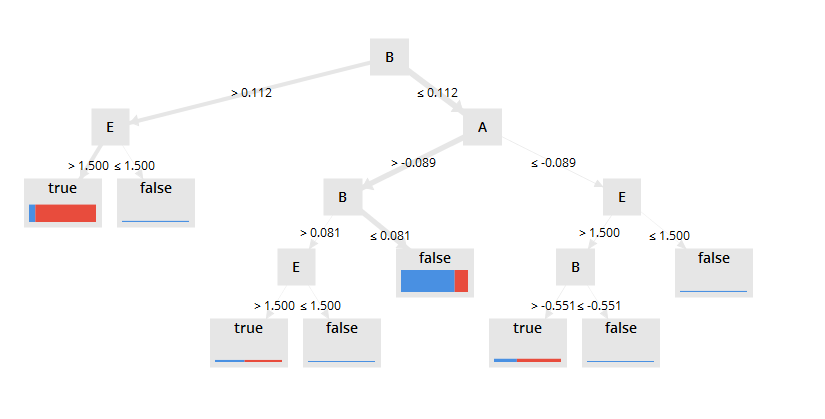 B
> 0.112
≤ 0.112
E
A
> 1.500 ≤ 1.500
> -0.089
≤ -0.089
true
false
B
E
> 0.081
≤ 0.081
> 1.500
≤ 1.500
E
false
B
false
> 1.500 ≤ 1.500
> -0.551 ≤ -0.551
true
false
true
false